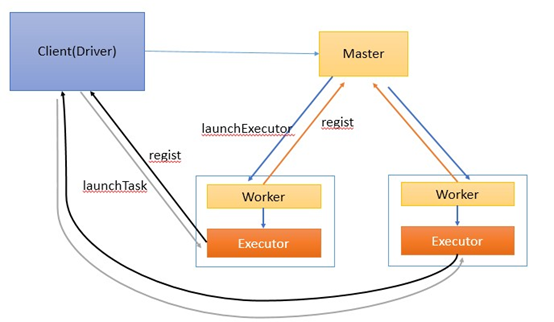 Client(Driver)
Master
launchExecutor
regist
regist
launchTask
Worker
Worker
Executor
Executor